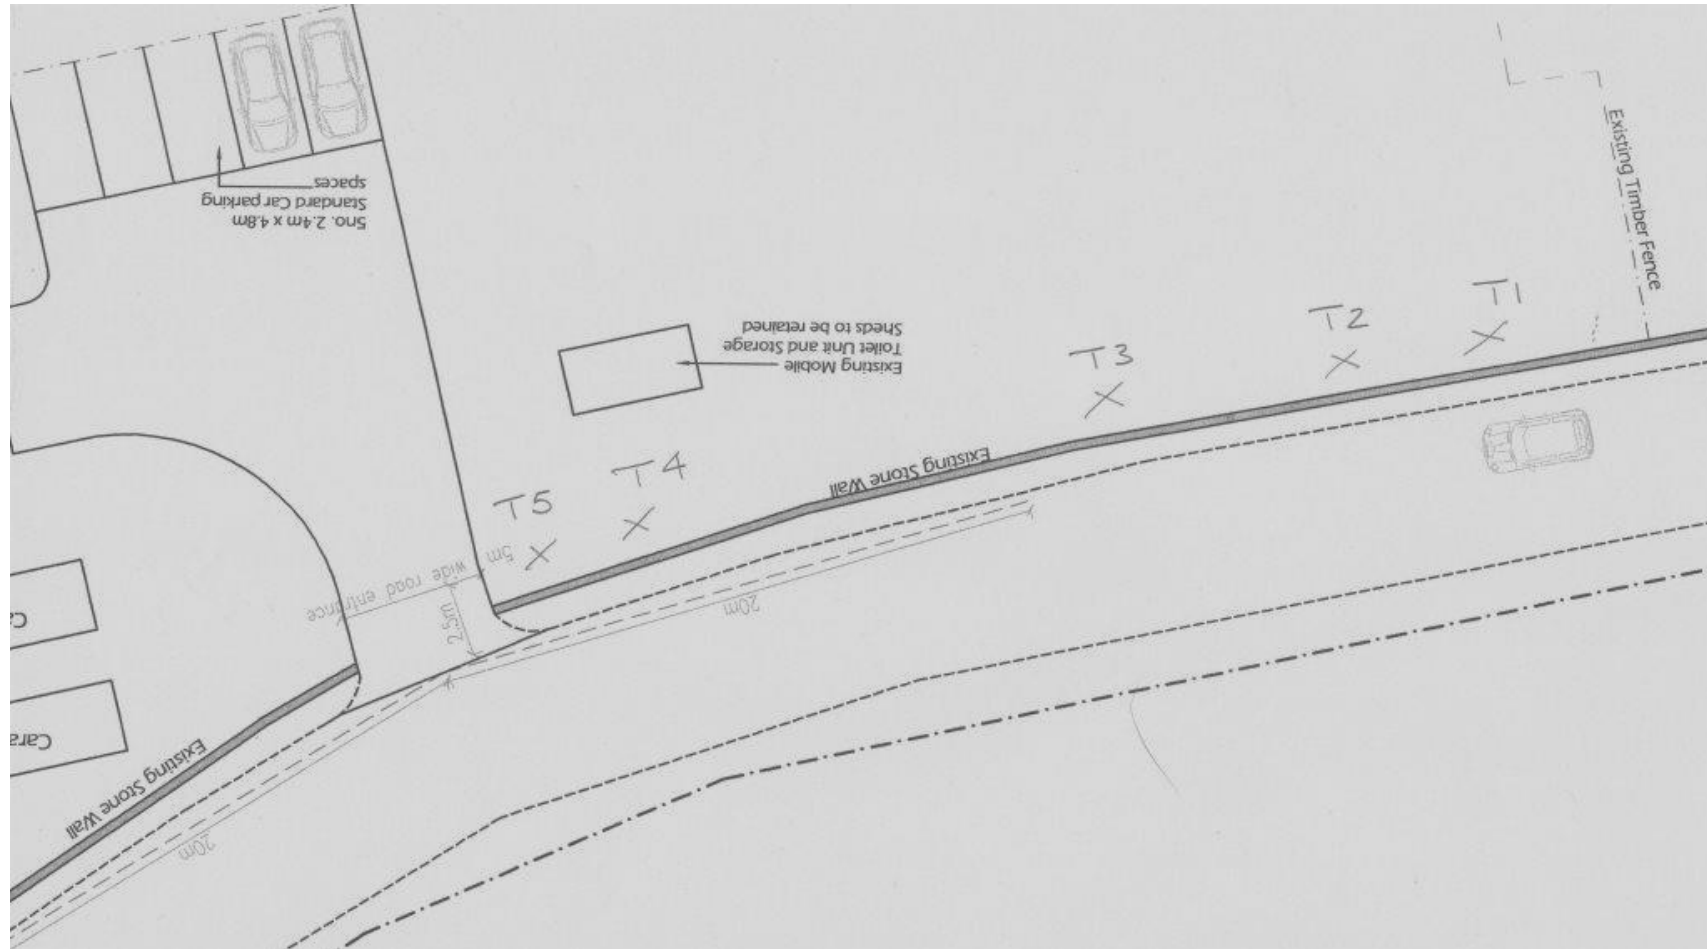 5no. 2.4m x 4.8m
Standard Car parking
spaces
Existing Timber Fence
T1
T2
T3
T4
T5
Existing Mobile
Toilet Unit and Storage
Sheds to be retained
Existing Stone Wall
5m wide road entrance
2.5m
20m
Existing Stone Wall
20m
C
Cara